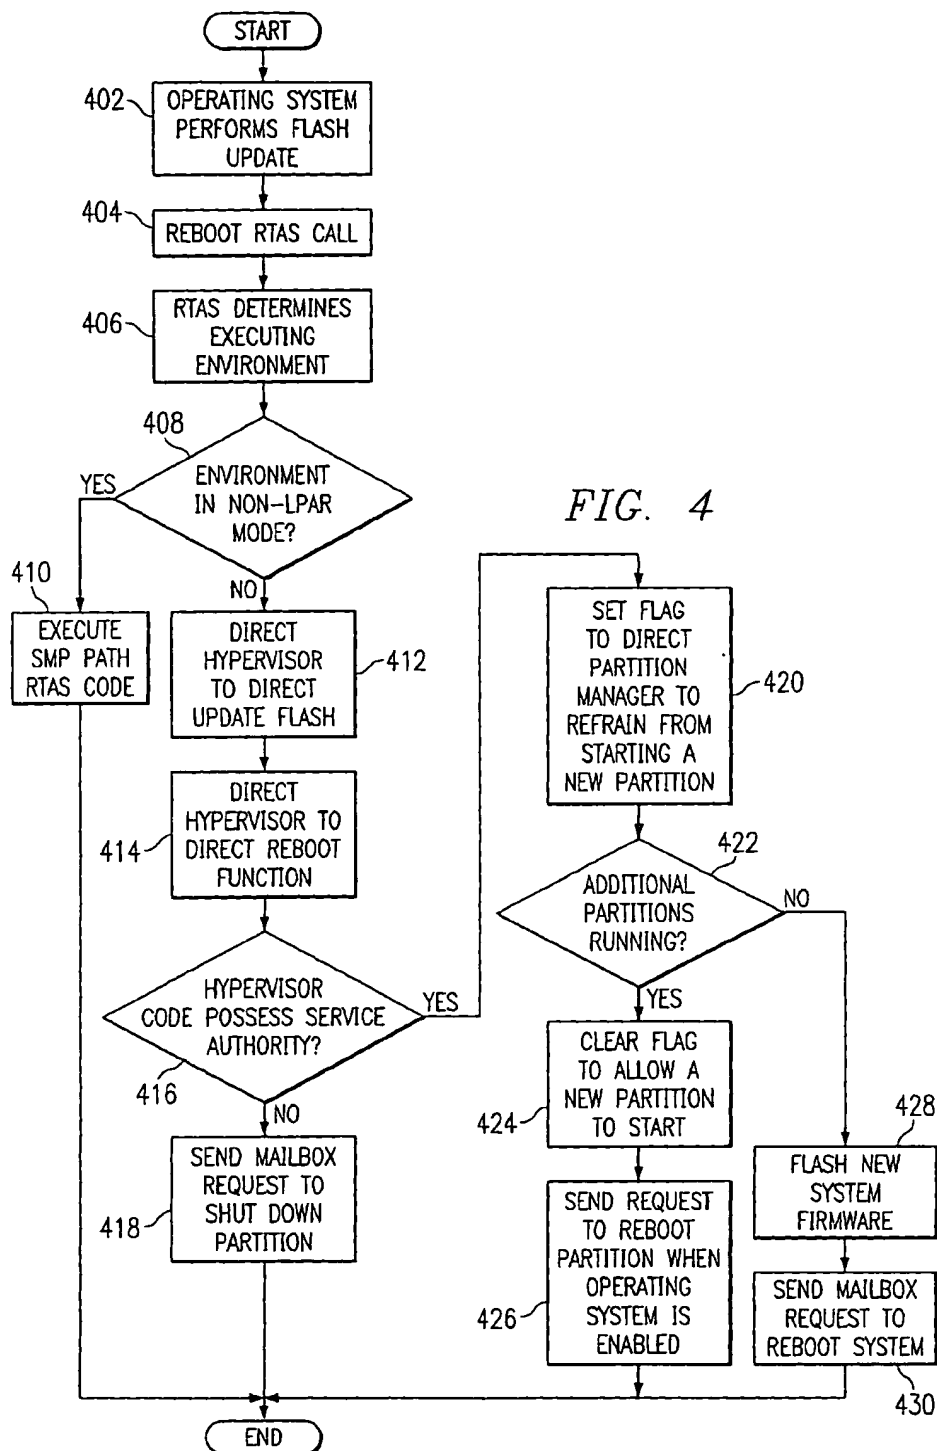 START
402
OPERATING SYSTEM
PERFORMS FLASH
UPDATE
404
REBOOT RTAS CALL
406
RTAS DETERMINES
EXECUTING
ENVIRONMENT
408
ENVIRONMENT
IN NON-LPAR
MODE?
YES
NO
410
EXECUTE
SMP PATH
RTAS CODE
DIRECT
HYPERVISOR
TO DIRECT
UPDATE FLASH
412
DIRECT
HYPERVISOR TO
DIRECT REBOOT
FUNCTION
414
HYPERVISOR
CODE POSSESS SERVICE
AUTHORITY?
416
YES
NO
SEND MAILBOX
REQUEST TO
SHUT DOWN
PARTITION
418
FIG. 4
SET FLAG
TO DIRECT
PARTITION
MANAGER TO
REFRAIN FROM
STARTING A
NEW PARTITION
420
422
ADDITIONAL
PARTITIONS
RUNNING?
NO
YES
CLEAR FLAG
TO ALLOW A
NEW PARTITION
TO START
424
SEND REQUEST
TO REBOOT
PARTITION WHEN
OPERATING
SYSTEM IS
ENABLED
426
428
FLASH NEW
SYSTEM
FIRMWARE
SEND MAILBOX
REQUEST TO
REBOOT SYSTEM
430
END